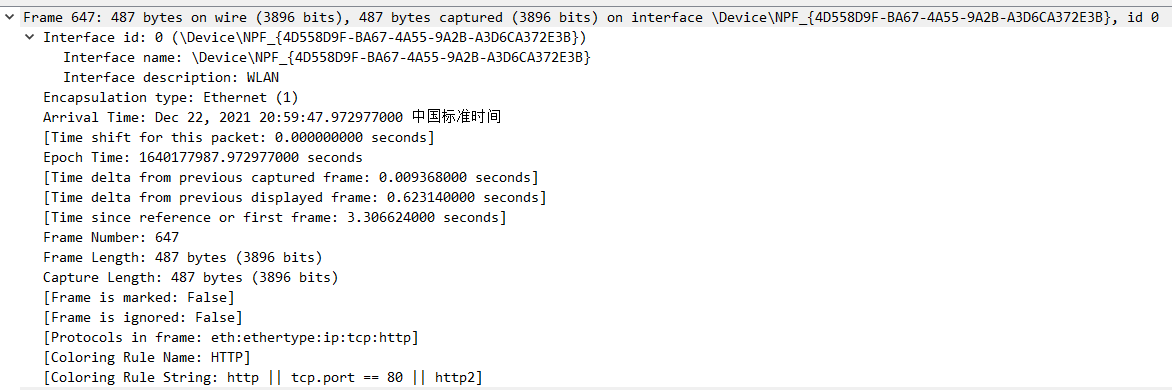 Frame 647: 487 bytes on wire (3896 bits), 487 bytes captured (3896 bits) on interface \Device\NPF_{4D558D9F-BA67-4A55-9A2B-A3D6CA372E3B}, id 0
Interface id: 0 (\Device\NPF_{4D558D9F-BA67-4A55-9A2B-A3D6CA372E3B})
Interface name: \Device\NPF_{4D558D9F-BA67-4A55-9A2B-A3D6CA372E3B}
Interface description: WLAN
Encapsulation type: Ethernet (1)
Arrival Time: Dec 22, 2021 20:59:47.972977000 中国标准时间
[Time shift for this packet: 0.000000000 seconds]
Epoch Time: 1640177987.972977000 seconds
[Time delta from previous captured frame: 0.009368000 seconds]
[Time delta from previous displayed frame: 0.623140000 seconds]
[Time since reference or first frame: 3.306624000 seconds]
Frame Number: 647
Frame Length: 487 bytes (3896 bits)
Capture Length: 487 bytes (3896 bits)
[Frame is marked: False]
[Frame is ignored: False]
[Protocols in frame: eth:ethertype:ip:tcp:http]
[Coloring Rule Name: HTTP]
[Coloring Rule String: http || tcp.port == 80 || http2]